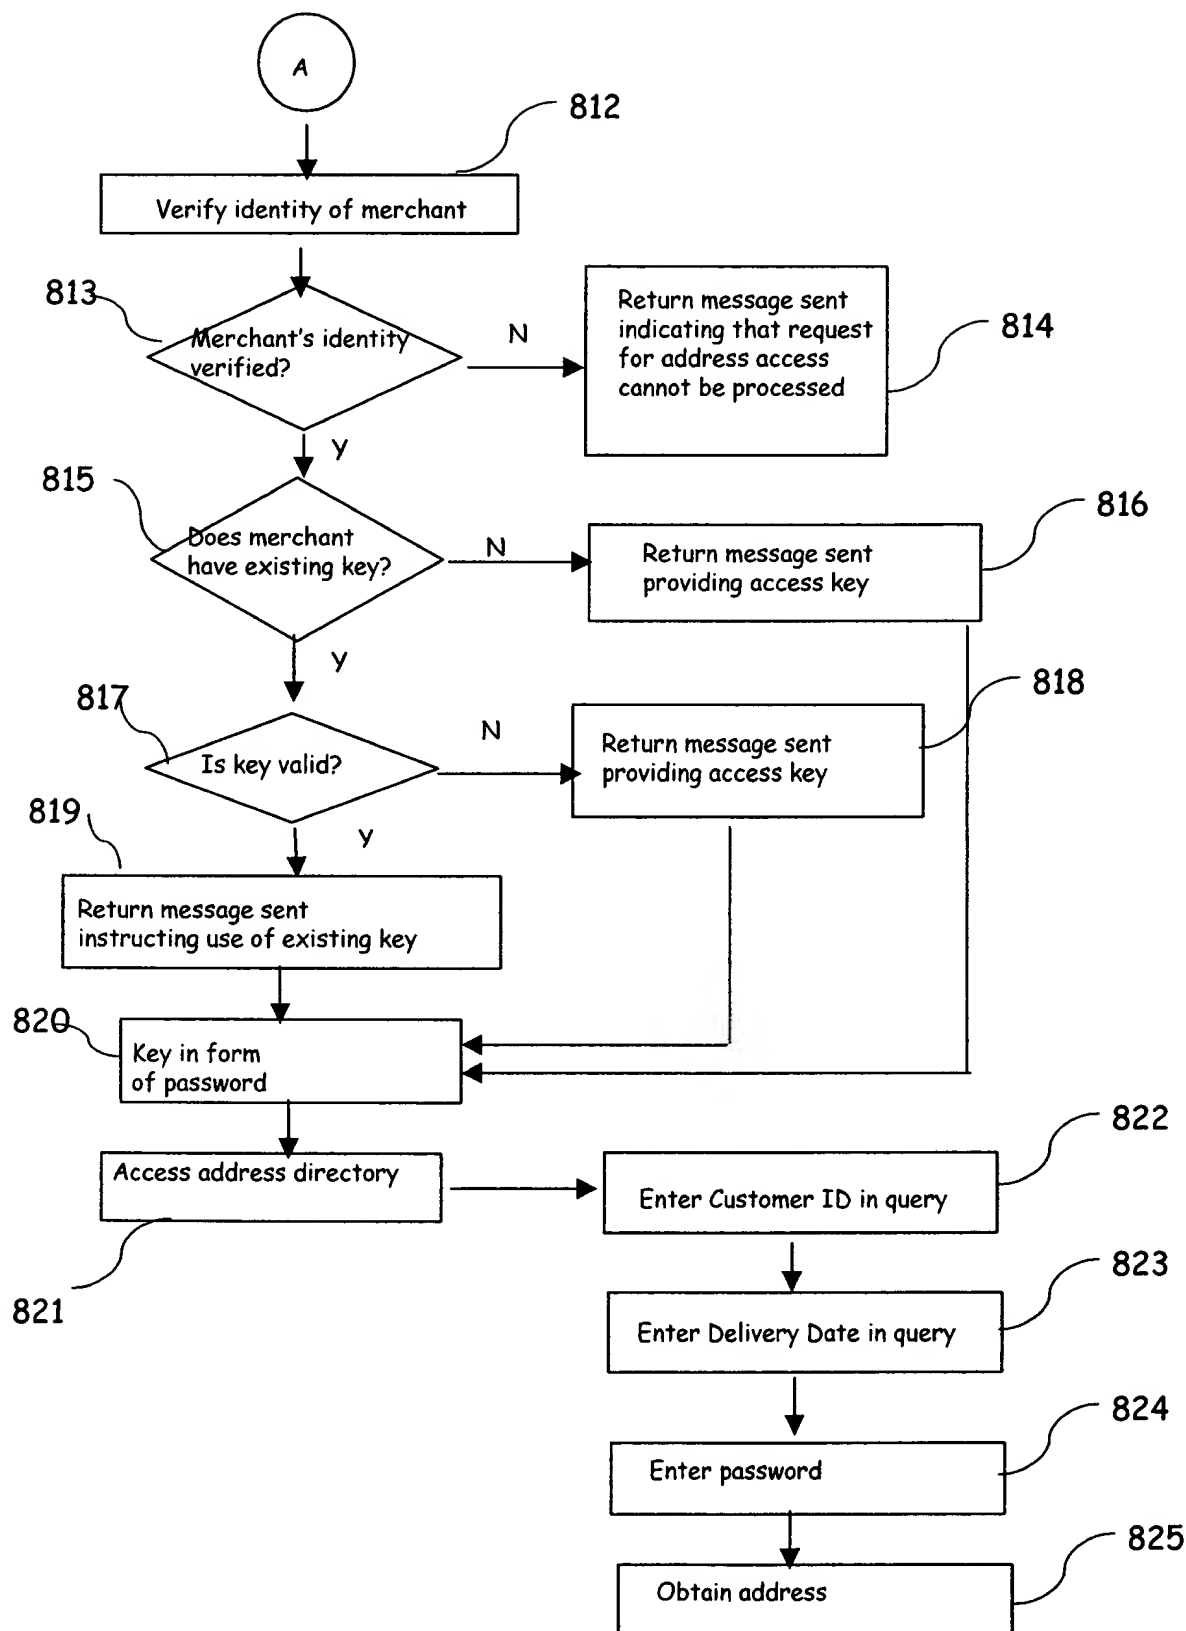 A
812
Verify identity of merchant
813
Merchant's identity
verified?
N
Return message sent
indicating that request
for address access
cannot be processed
814
Y
815
Does merchant
have existing key?
N
Return message sent
providing access key
816
Y
817
Is key valid?
N
Return message sent
providing access key
818
Y
819
Return message sent
instructing use of existing key
820
Key in form
of password
Access address directory
821
822
Enter Customer ID in query
823
Enter Delivery Date in query
824
Enter password
825
Obtain address